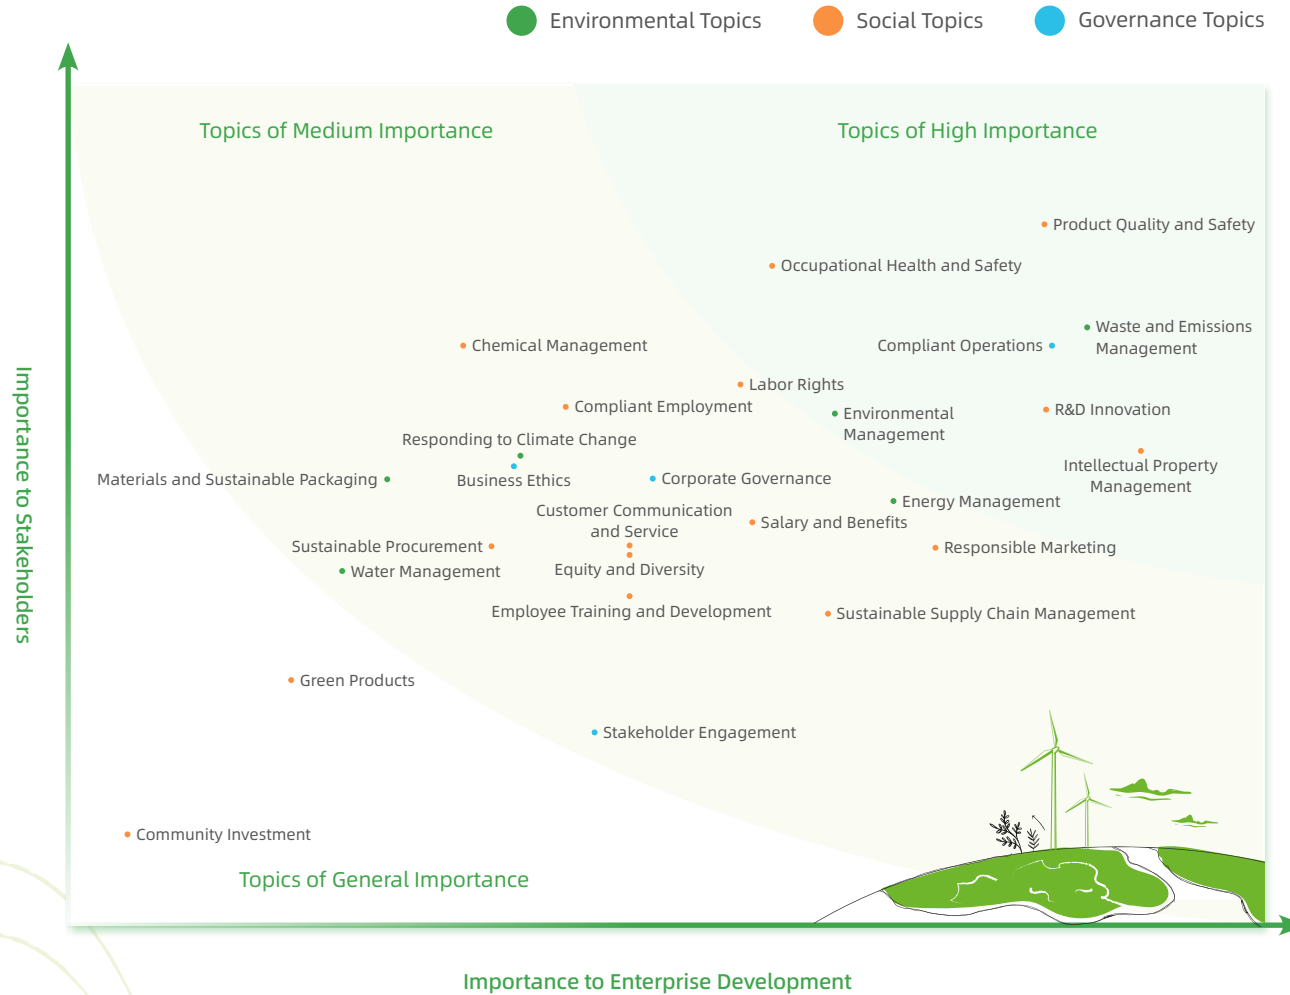 Environmental Topics
Social Topics
Governance Topics
Topics of Medium Importance
Topics of High Importance
Product Quality and Safety
Occupational Health and Safety
Waste and Emissions
Management
Compliant Operations
Chemical Management
Labor Rights
Compliant Employment
Environmental
Management
R&D Innovation
Responding to Climate Change
Business Ethics
Materials and Sustainable Packaging
Corporate Governance
Intellectual Property
Management
Energy Management
Customer Communication
and Service
Salary and Benefits
Sustainable Procurement
Responsible Marketing
Water Management
Equity and Diversity
Employee Training and Development
Sustainable Supply Chain Management
Green Products
Stakeholder Engagement
Community Investment
Topics of General Importance
Importance to Stakeholders
Importance to Enterprise Development